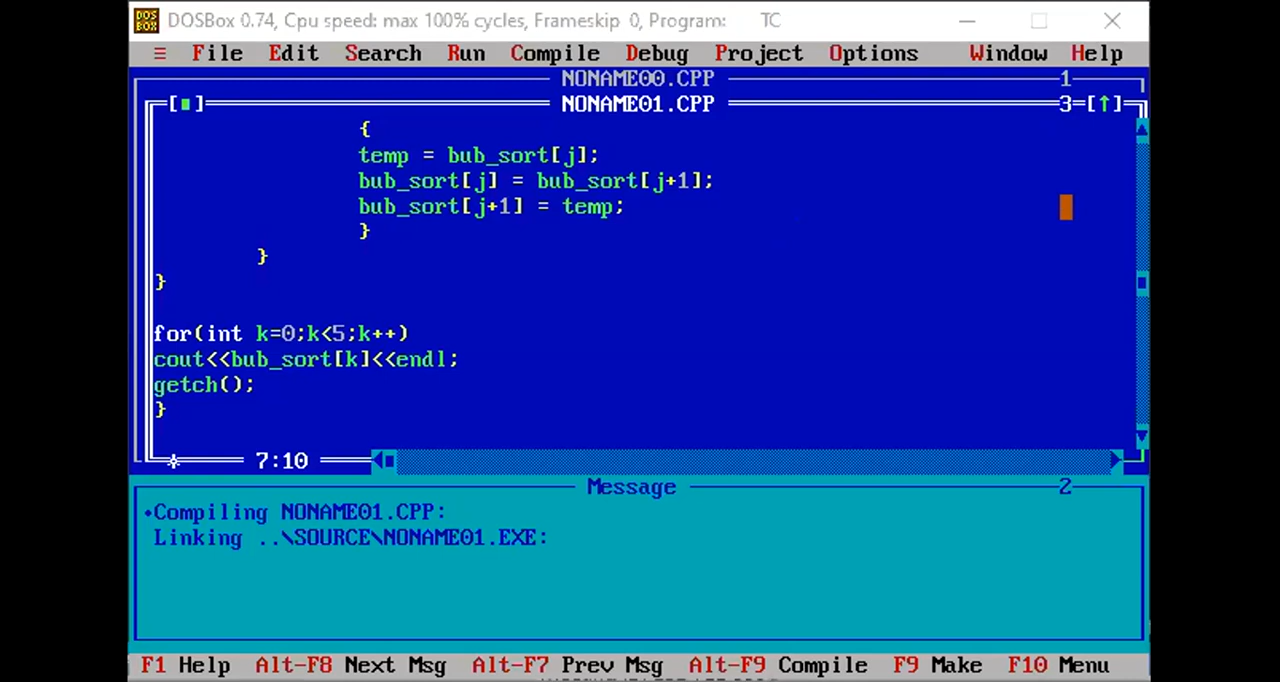 DOSBox 0.74, Cpu speed: max 100% cycles, Frameskip 0, Program: TC
≡ File Edit Search Run Compile Debug Project Options Window Help
NONAME00.CPP 1
[■] NONAME01.CPP 3=[↑]
{
temp = bub_sort[j];
bub_sort[j] = bub_sort[j+1];
bub_sort[j+1] = temp;
}
}
}
for(int k=0;k<5;k++)
cout<<bub_sort[k]<<endl;
getch();
}
7:10
Message 2
•Compiling NONAME01.CPP:
Linking ..\SOURCE\NONAME01.EXE:
F1 Help Alt-F8 Next Msg Alt-F7 Prev Msg Alt-F9 Compile F9 Make F10 Menu